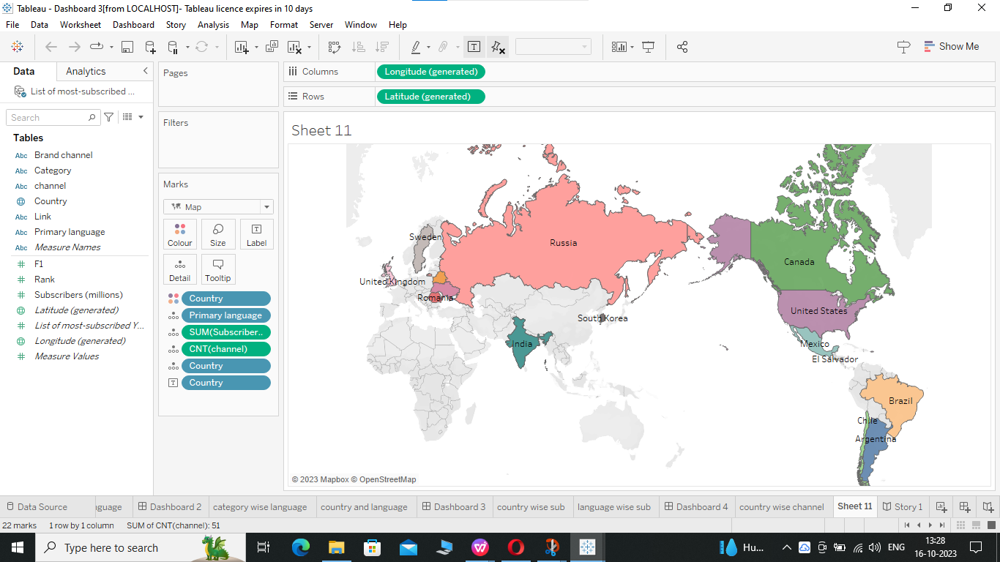 Tableau - Dashboard 3[from LOCALHOST]- Tableau licence expires in 10 days
File Data Worksheet Dashboard Story Analysis Map Format Server Window Help
Show Me
Data Analytics
List of most-subscribed ...
Search
Tables
Abc Brand channel
Abc Category
Abc channel
Country
Abc Link
Abc Primary language
Abc Measure Names
F1
Rank
Subscribers (millions)
Latitude (generated)
List of most-subscribed Y...
Longitude (generated)
Measure Values
Pages
Filters
Marks
Map
Colour Size Label
Detail Tooltip
Country
Primary language
SUM(Subscriber..
CNT(channel)
Country
Country
Columns Longitude (generated)
Rows Latitude (generated)
Sheet 11
Sweden
Russia
Canada
United Kingdom
Romania
United States
South Korea
India
Mexico
El Salvador
Brazil
Chile
Argentina
© 2023 Mapbox © OpenStreetMap
Data Source nguage Dashboard 2 category wise language country and language Dashboard 3 country wise sub language wise sub Dashboard 4 country wise channel Sheet 11 Story 1
22 marks 1 row by 1 column SUM of CNT(channel): 51
Type here to search
Hu... ENG 13:28
16-10-2023